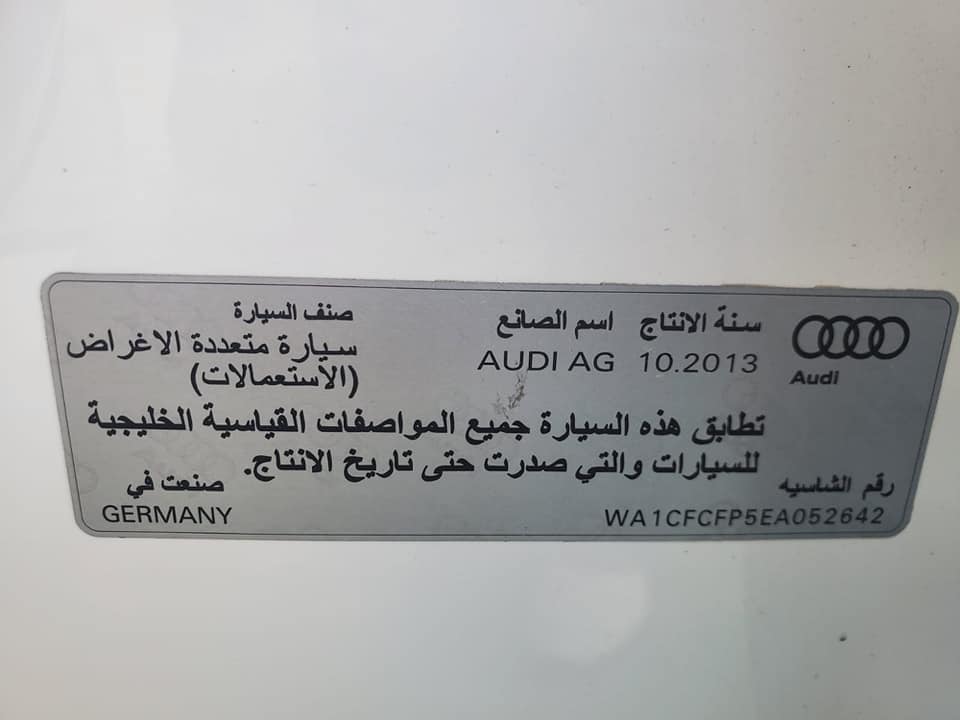 سنة الانتاج اسم الصانع صنف السيارة
10.2013 AUDI AG سيارة متعددة الاغراض
(الاستعمالات)
Audi
تطابق هذه السيارة جميع المواصفات القياسية الخليجية
للسيارات والتي صدرت حتى تاريخ الانتاج.
رقم الشاسيه صنعت في
WA1CFCFP5EA052642 GERMANY